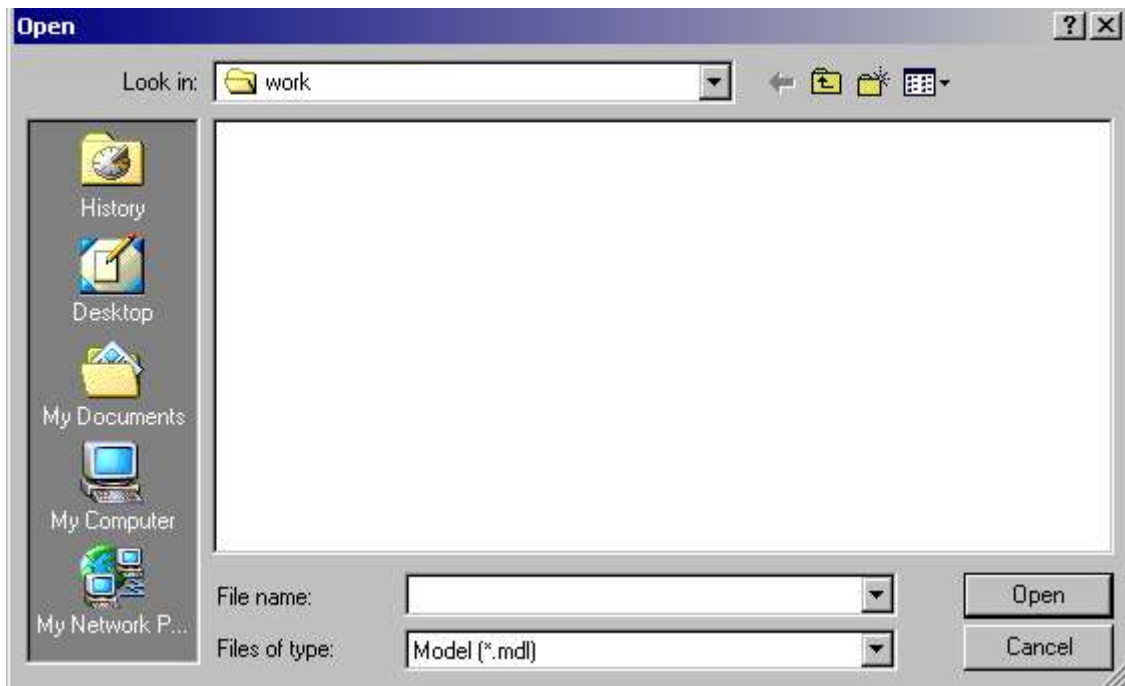 Open
Look in: work
History
Desktop
My Documents
My Computer
My Network P...
File name:
Open
Files of type: Model (*.mdl)
Cancel